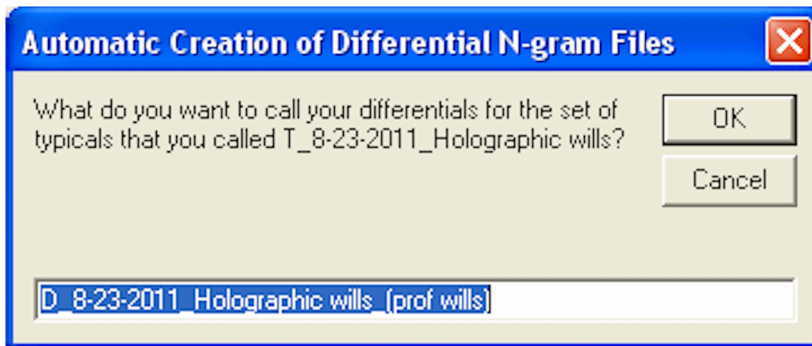 Automatic Creation of Differential N-gram Files
What do you want to call your differentials for the set of
typicals that you called T_8-23-2011_Holographic wills?
OK
Cancel
D_8-23-2011_Holographic wills_(prof wills)